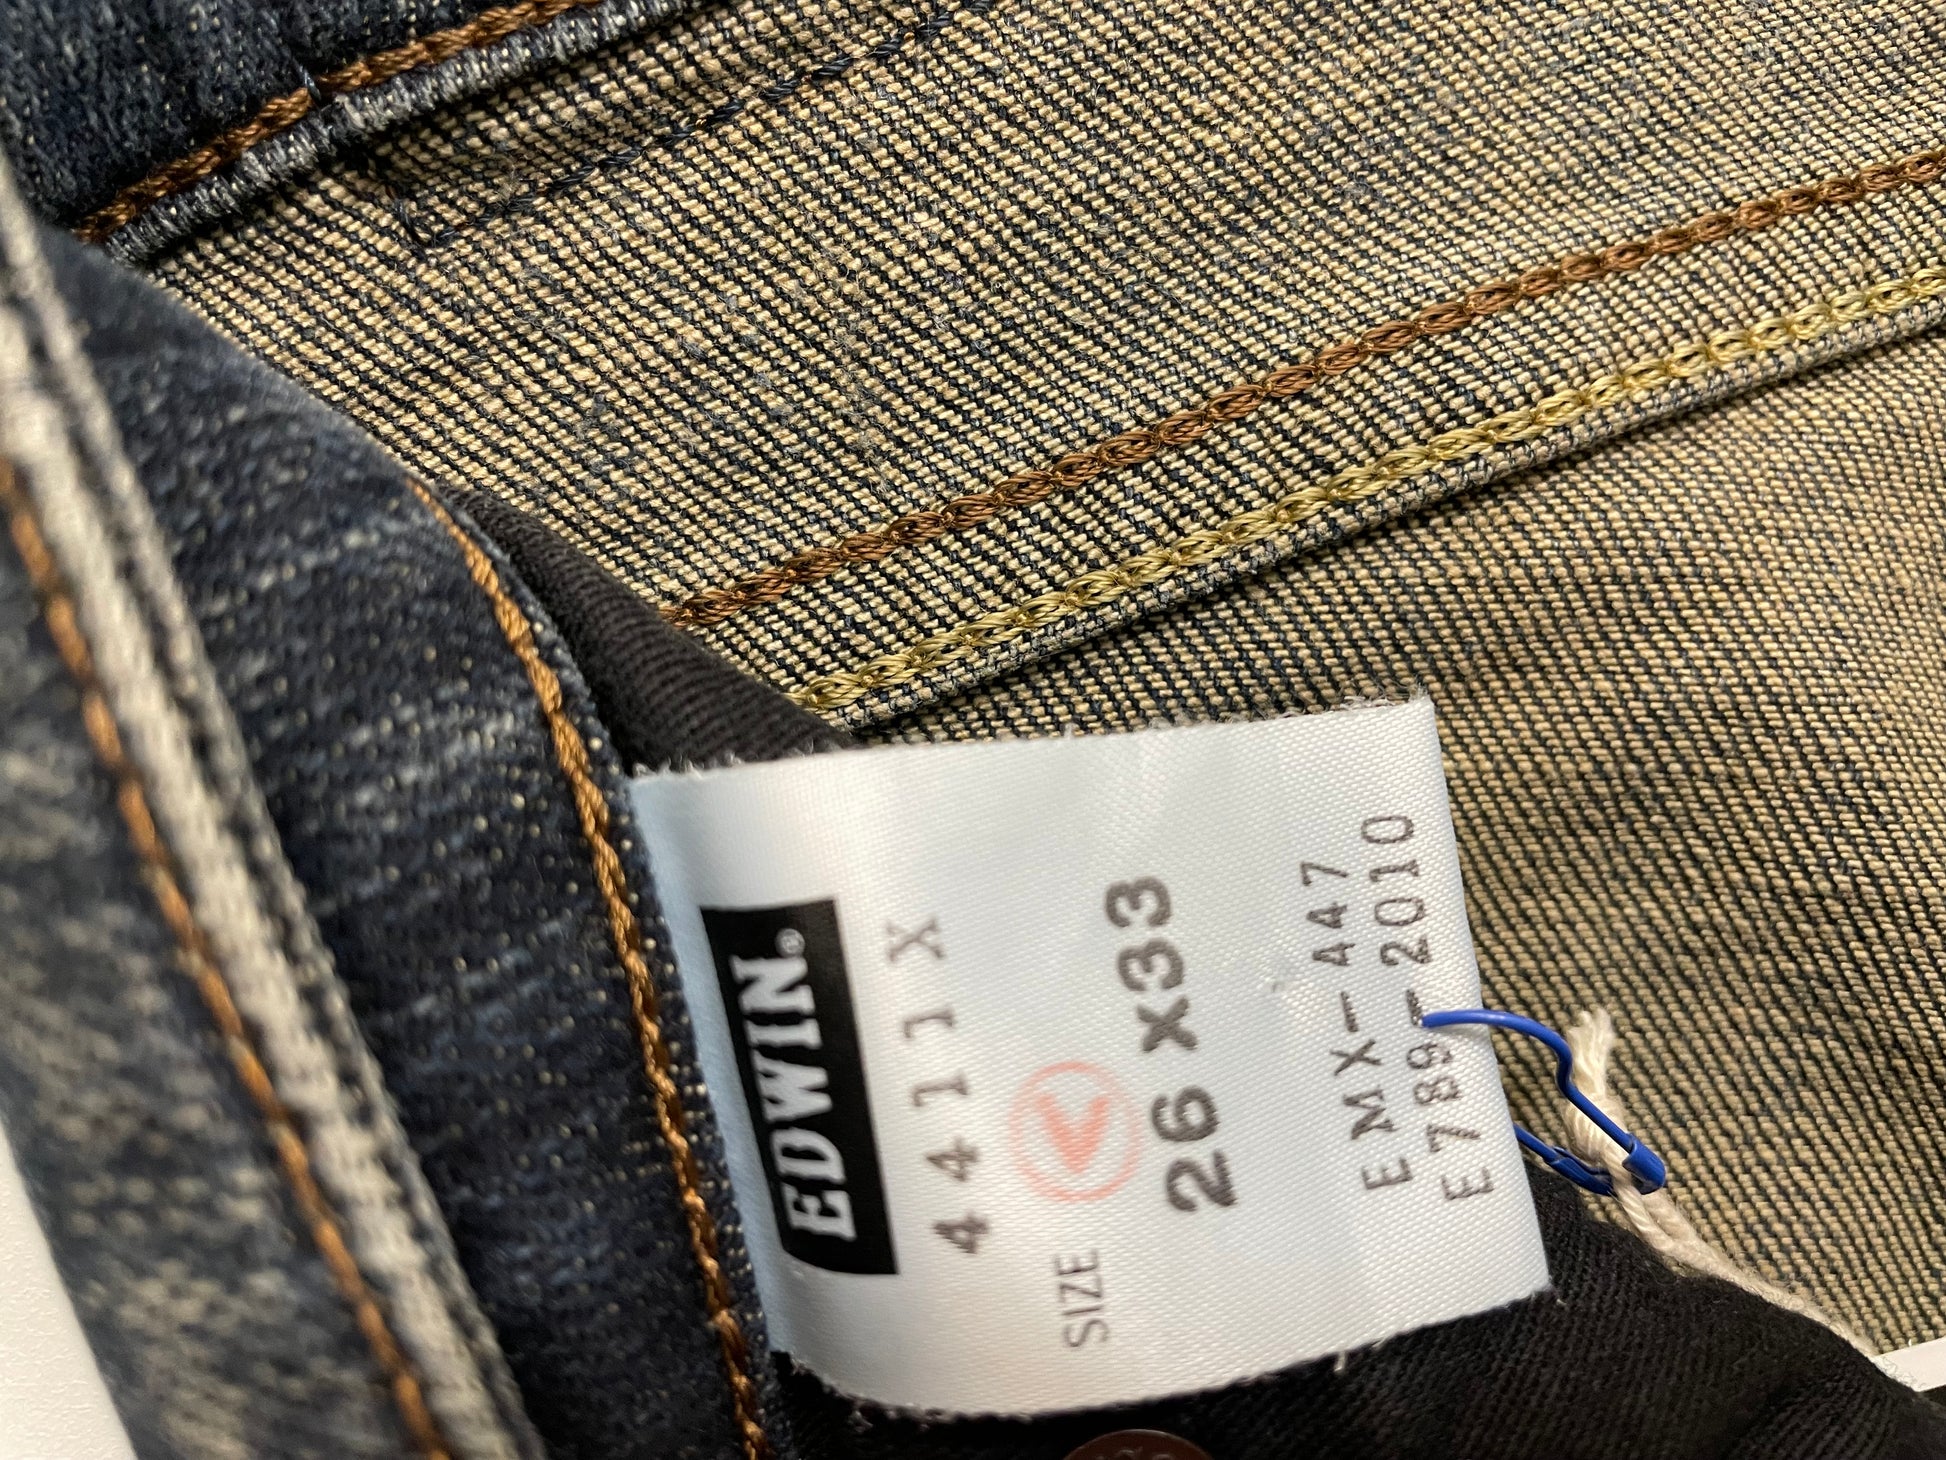 EDWIN®
4411X
SIZE
26 x33
EMX-447
E789-2010